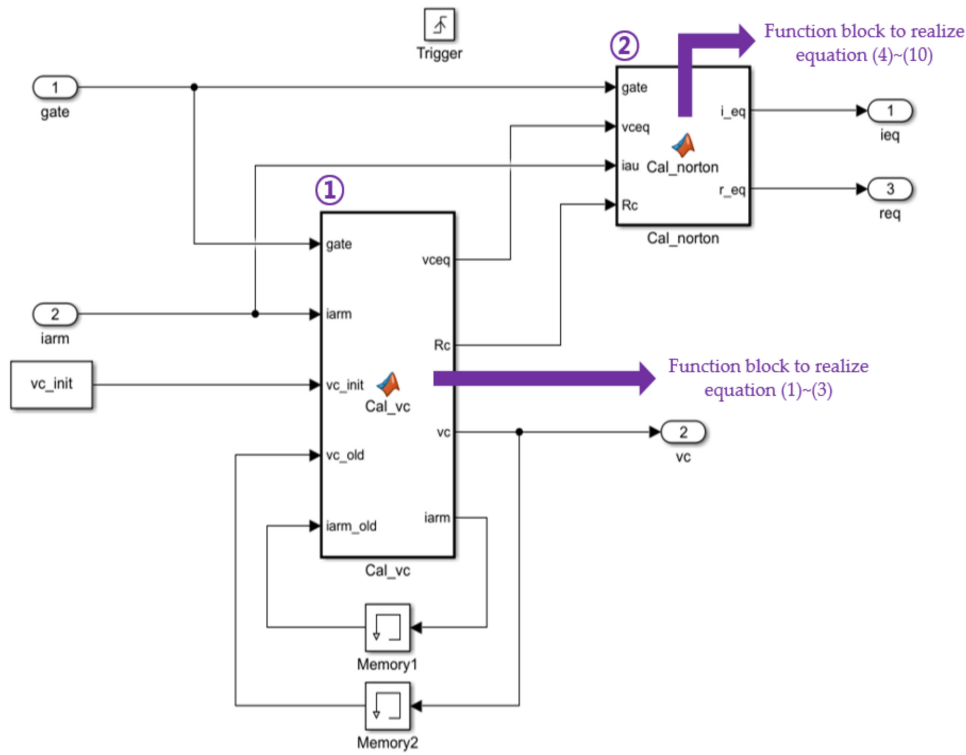 Trigger
②
Function block to realize
equation (4)~(10)
1
gate
gate
vceq
iau
Rc
Cal_norton
i_eq
r_eq
Cal_norton
1
ieq
3
req
①
2
iarm
vc_init
gate
iarm
vc_init
vc_old
iarm_old
Cal_vc
vceq
Rc
vc
iarm
Cal_vc
Function block to realize
equation (1)~(3)
2
vc
Memory1
Memory2